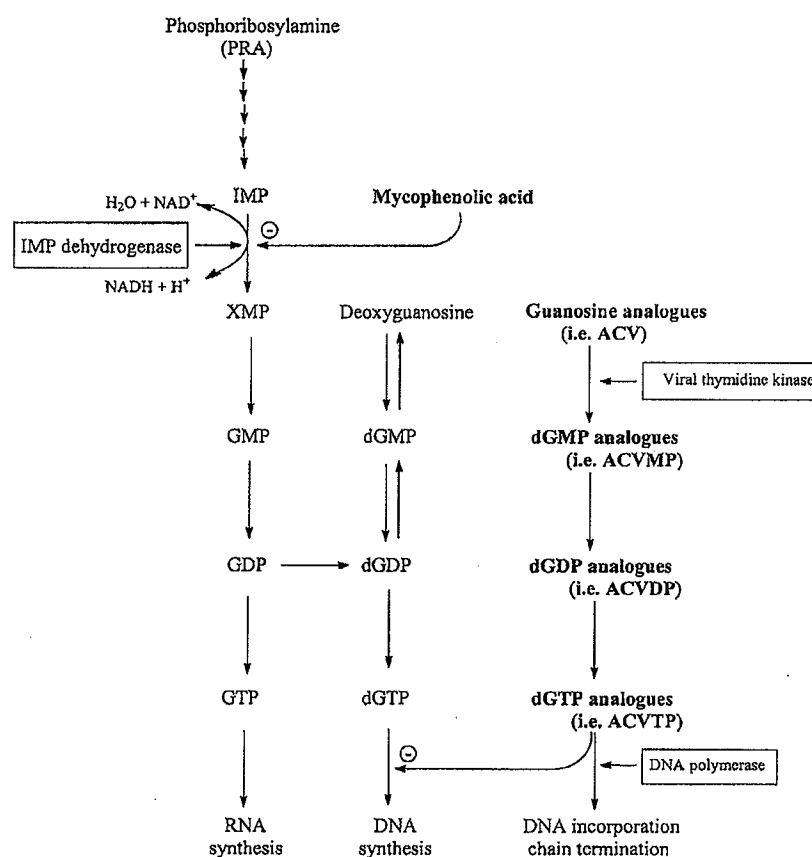 Phosphoribosylamine
(PRA)
IMP
H₂O + NAD⁺
Mycophenolic acid
⊖
IMP dehydrogenase
NADH + H⁺
XMP
Deoxyguanosine
Guanosine analogues
(i.e. ACV)
Viral thymidine kinase
GMP
dGMP
dGMP analogues
(i.e. ACVMP)
GDP
dGDP
dGDP analogues
(i.e. ACVDP)
GTP
dGTP
dGTP analogues
(i.e. ACVTP)
⊖
DNA polymerase
RNA
synthesis
DNA
synthesis
DNA incorporation
chain termination